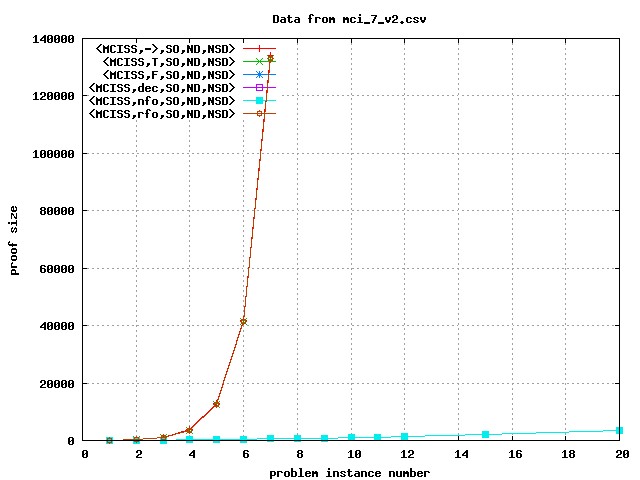 Data from mci_7_v2.csv
140000
120000
100000
80000
60000
40000
20000
0
proof size
<MCISS,->,SO,ND,NSD>
<MCISS,T,SO,ND,NSD>
<MCISS,F,SO,ND,NSD>
<MCISS,dec,SO,ND,NSD>
<MCISS,nfo,SO,ND,NSD>
<MCISS,rfo,SO,ND,NSD>
0 2 4 6 8 10 12 14 16 18 20
problem instance number